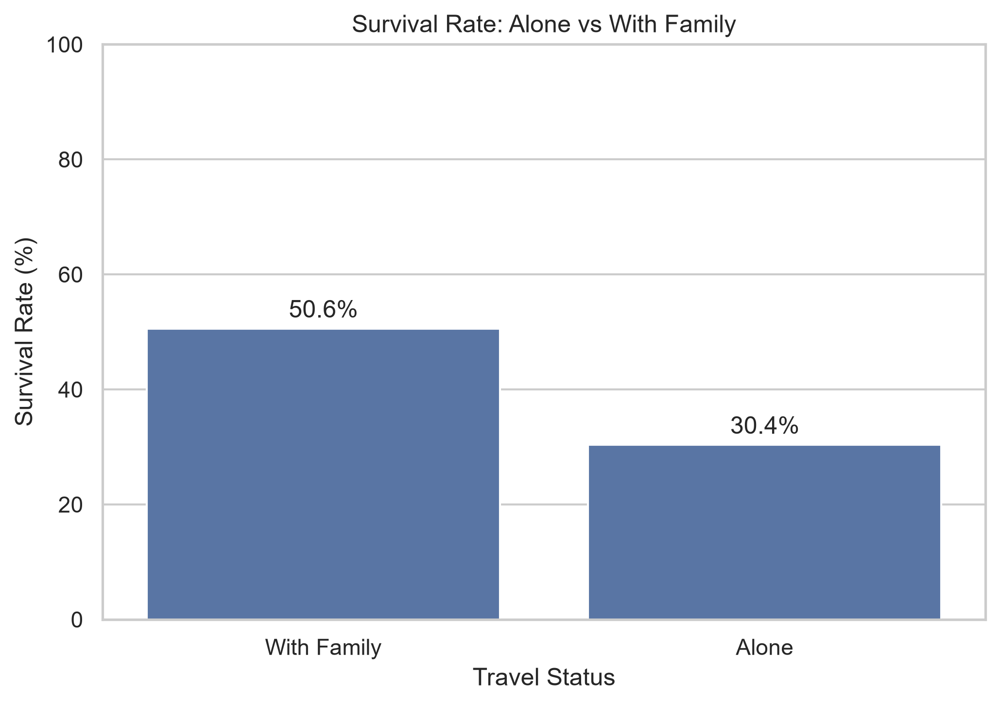 Survival Rate: Alone vs With Family
100
80
60
40
20
0
Survival Rate (%)
50.6%
30.4%
With Family
Alone
Travel Status